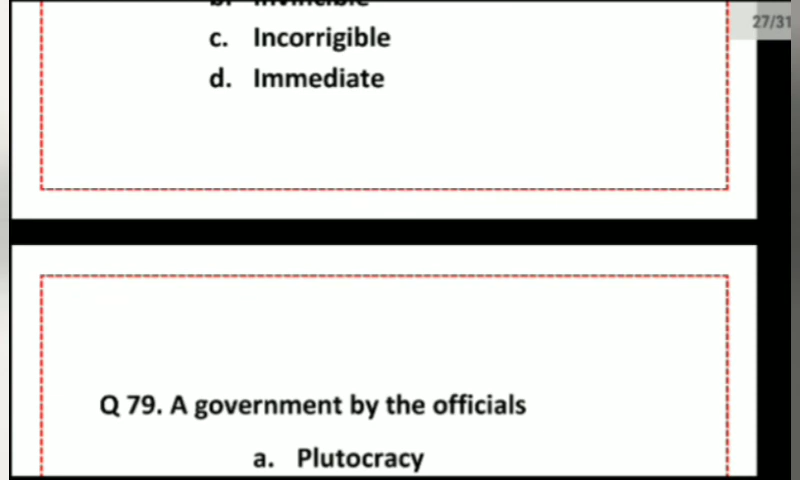 c. Incorrigible
d. Immediate
27/31
Q 79. A government by the officials
a. Plutocracy